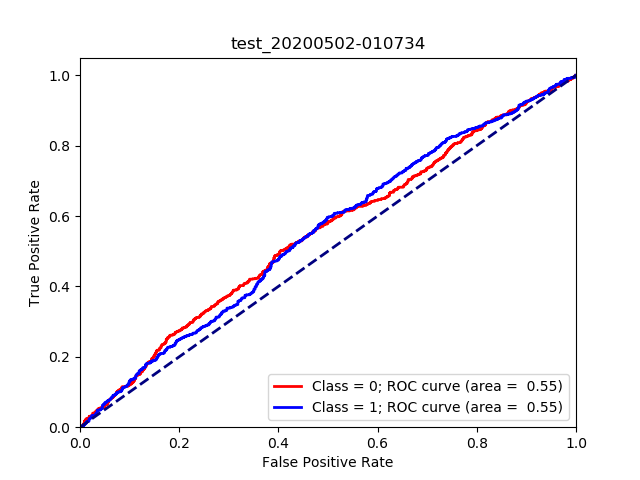 test_20200502-010734
1.0
0.8
0.6
0.4
0.2
0.0
True Positive Rate
Class = 0; ROC curve (area =  0.55)
Class = 1; ROC curve (area =  0.55)
0.0 0.2 0.4 0.6 0.8 1.0
False Positive Rate